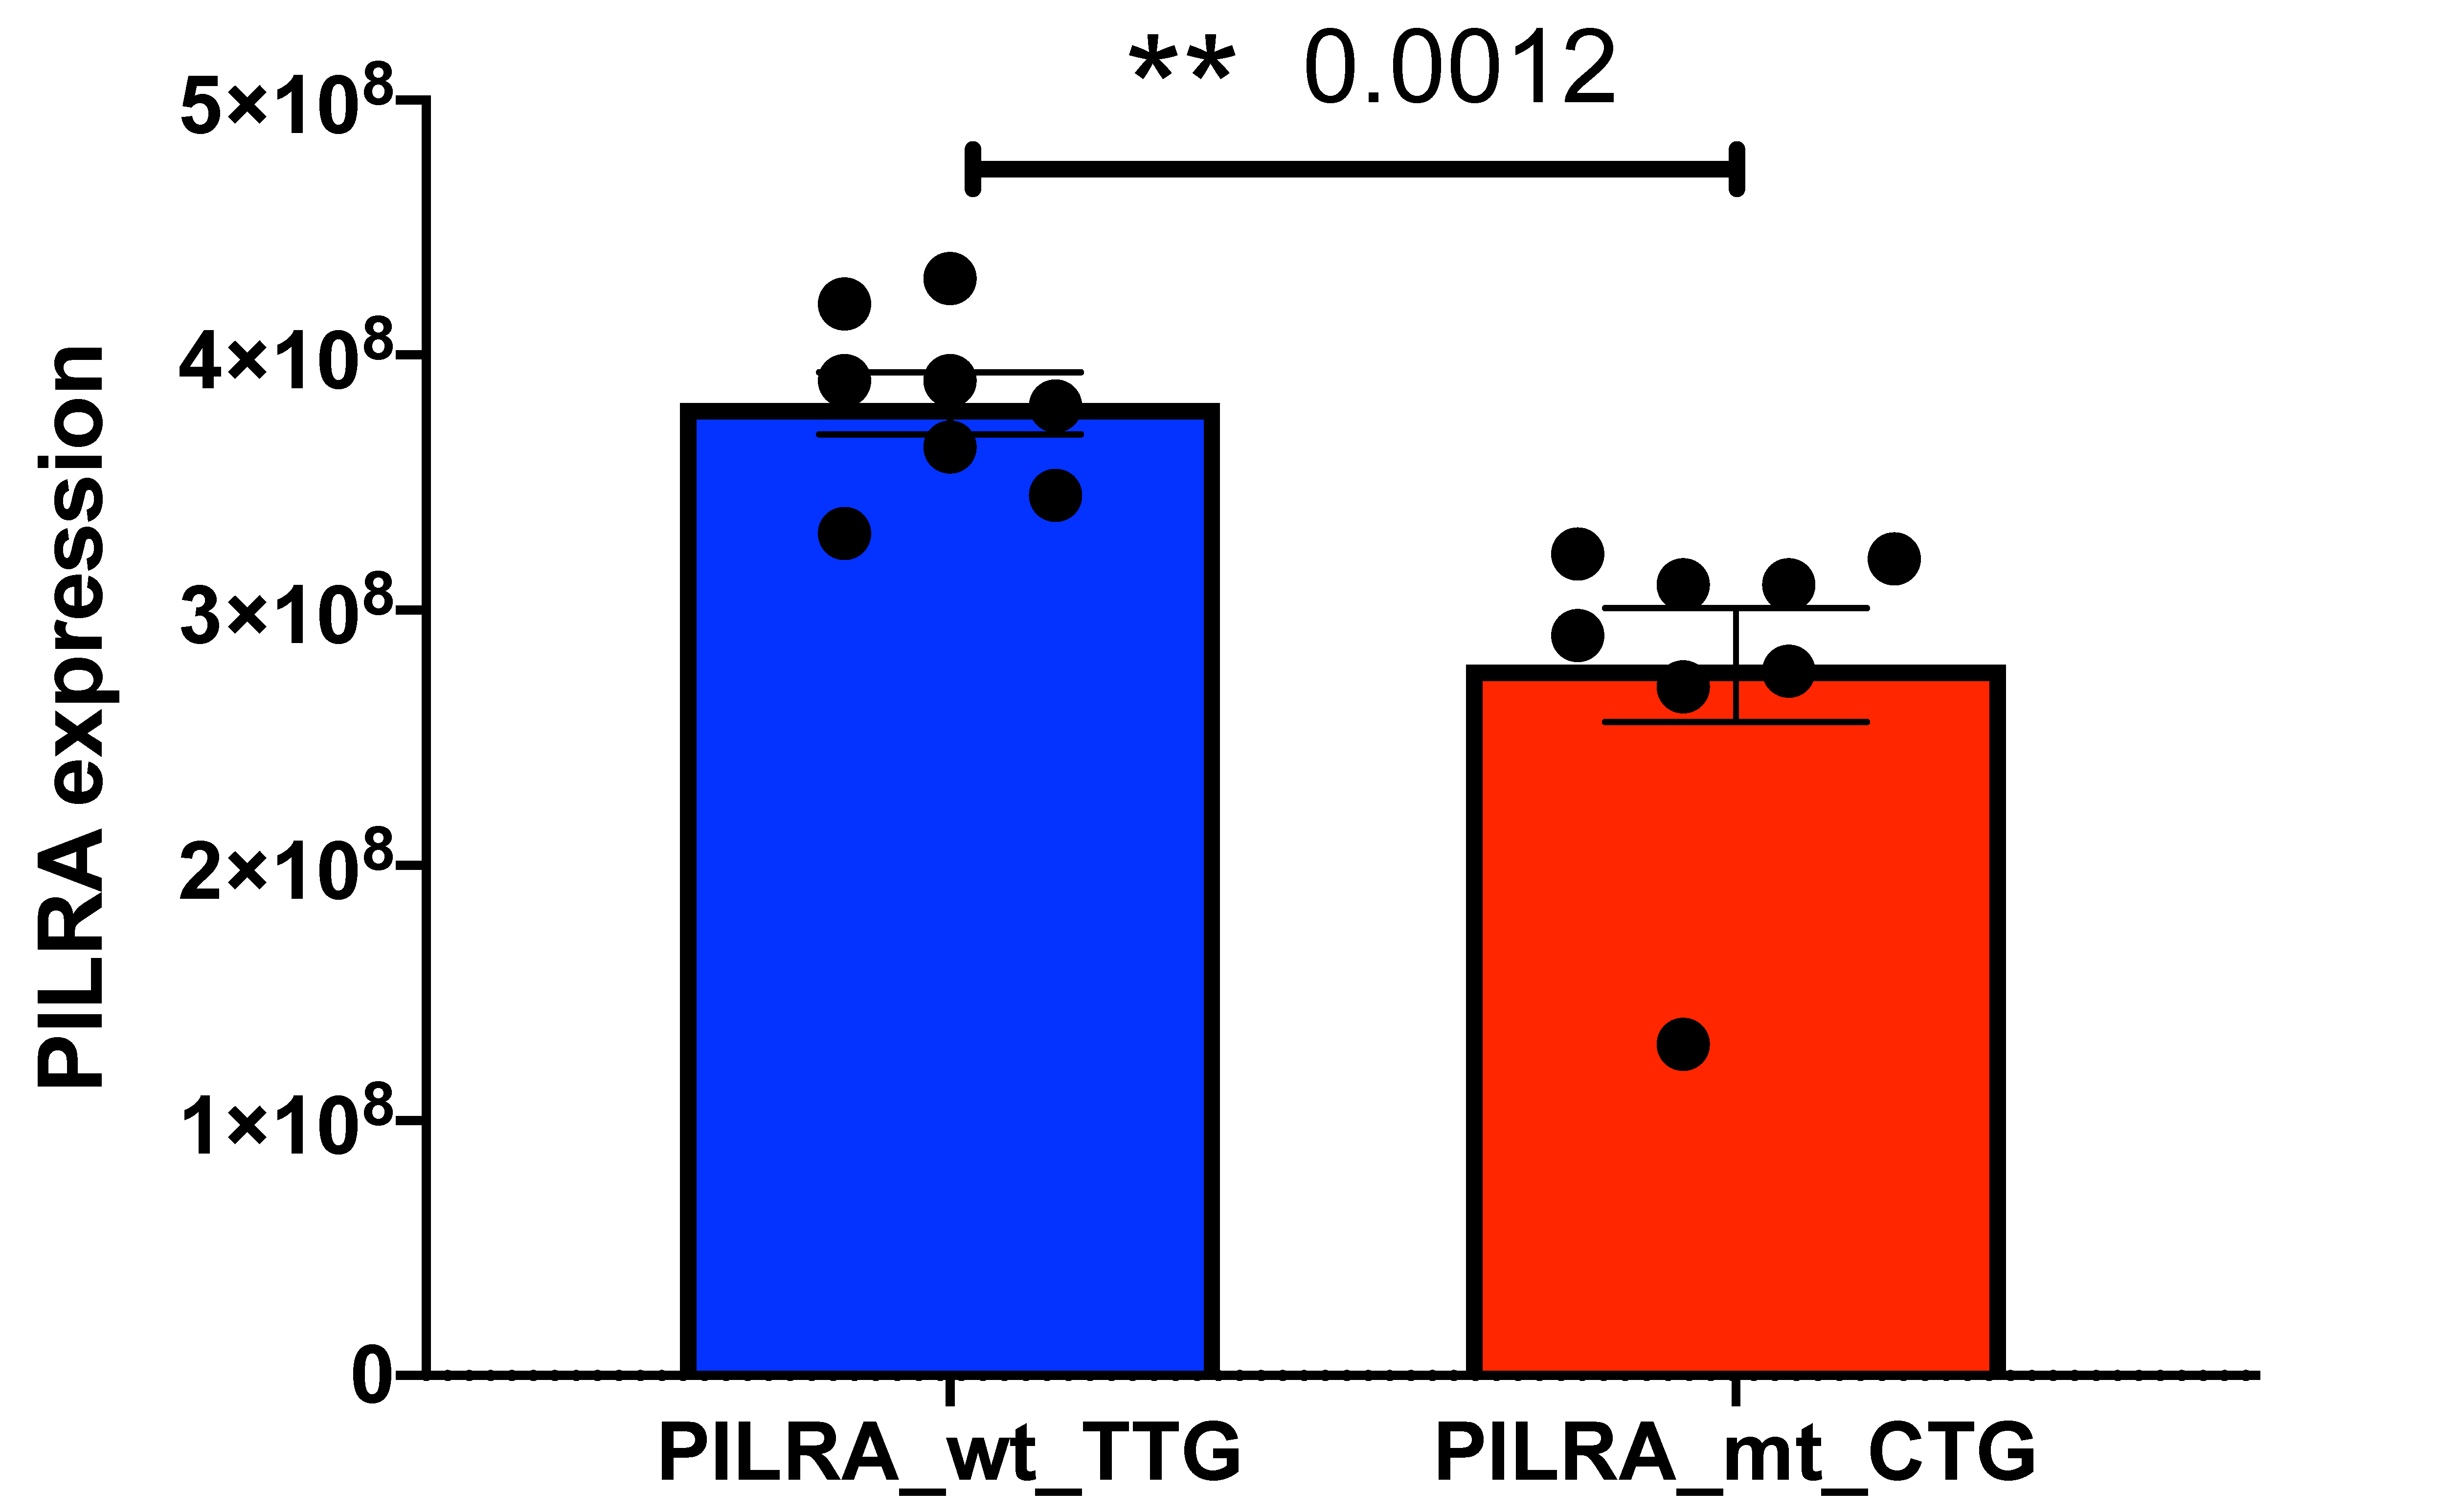 ** 0.0012
5×10⁸
4×10⁸
3×10⁸
2×10⁸
1×10⁸
0
PILRA expression
PILRA_wt_TTG
PILRA_mt_CTG